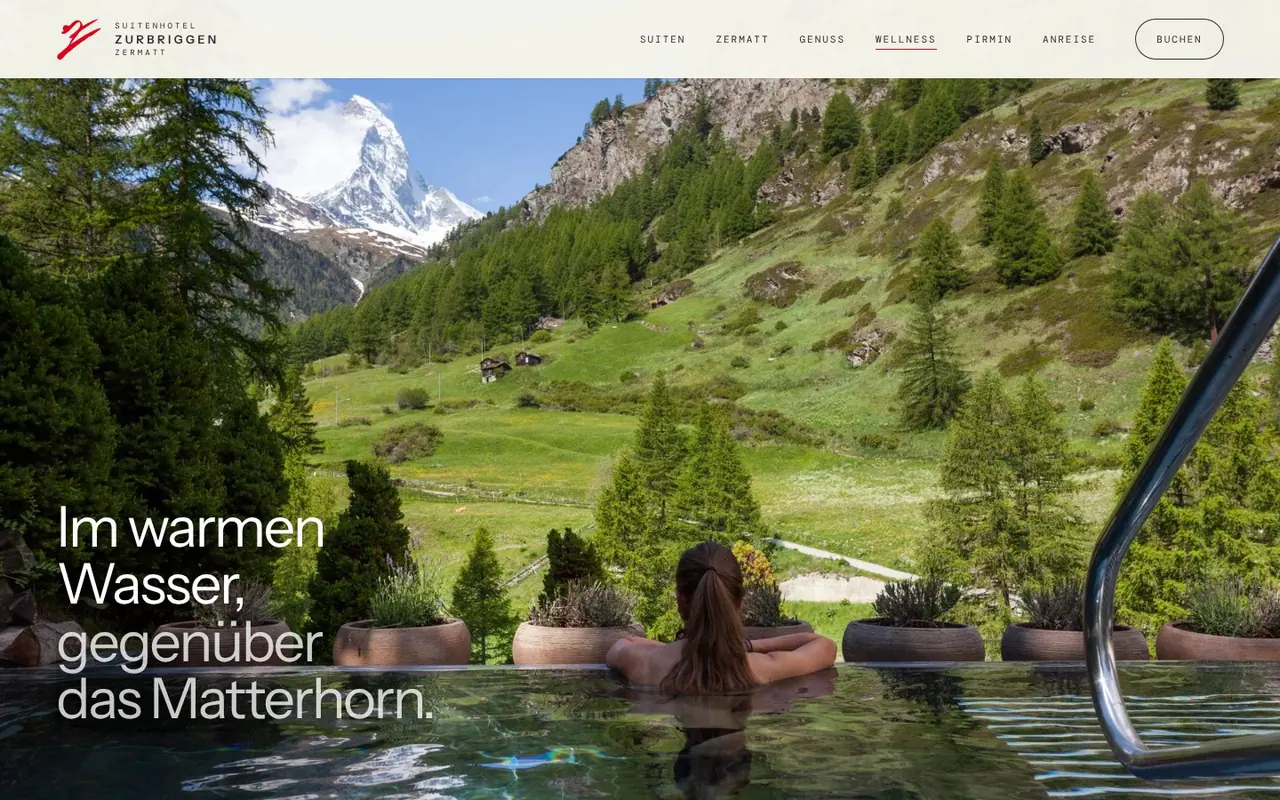 SUITENHOTEL
ZURBRIGGEN
ZERMATT
SUITEN ZERMATT GENUSS WELLNESS PIRMIN ANREISE BUCHEN
Im warmen
Wasser,
gegenüber
das Matterhorn.